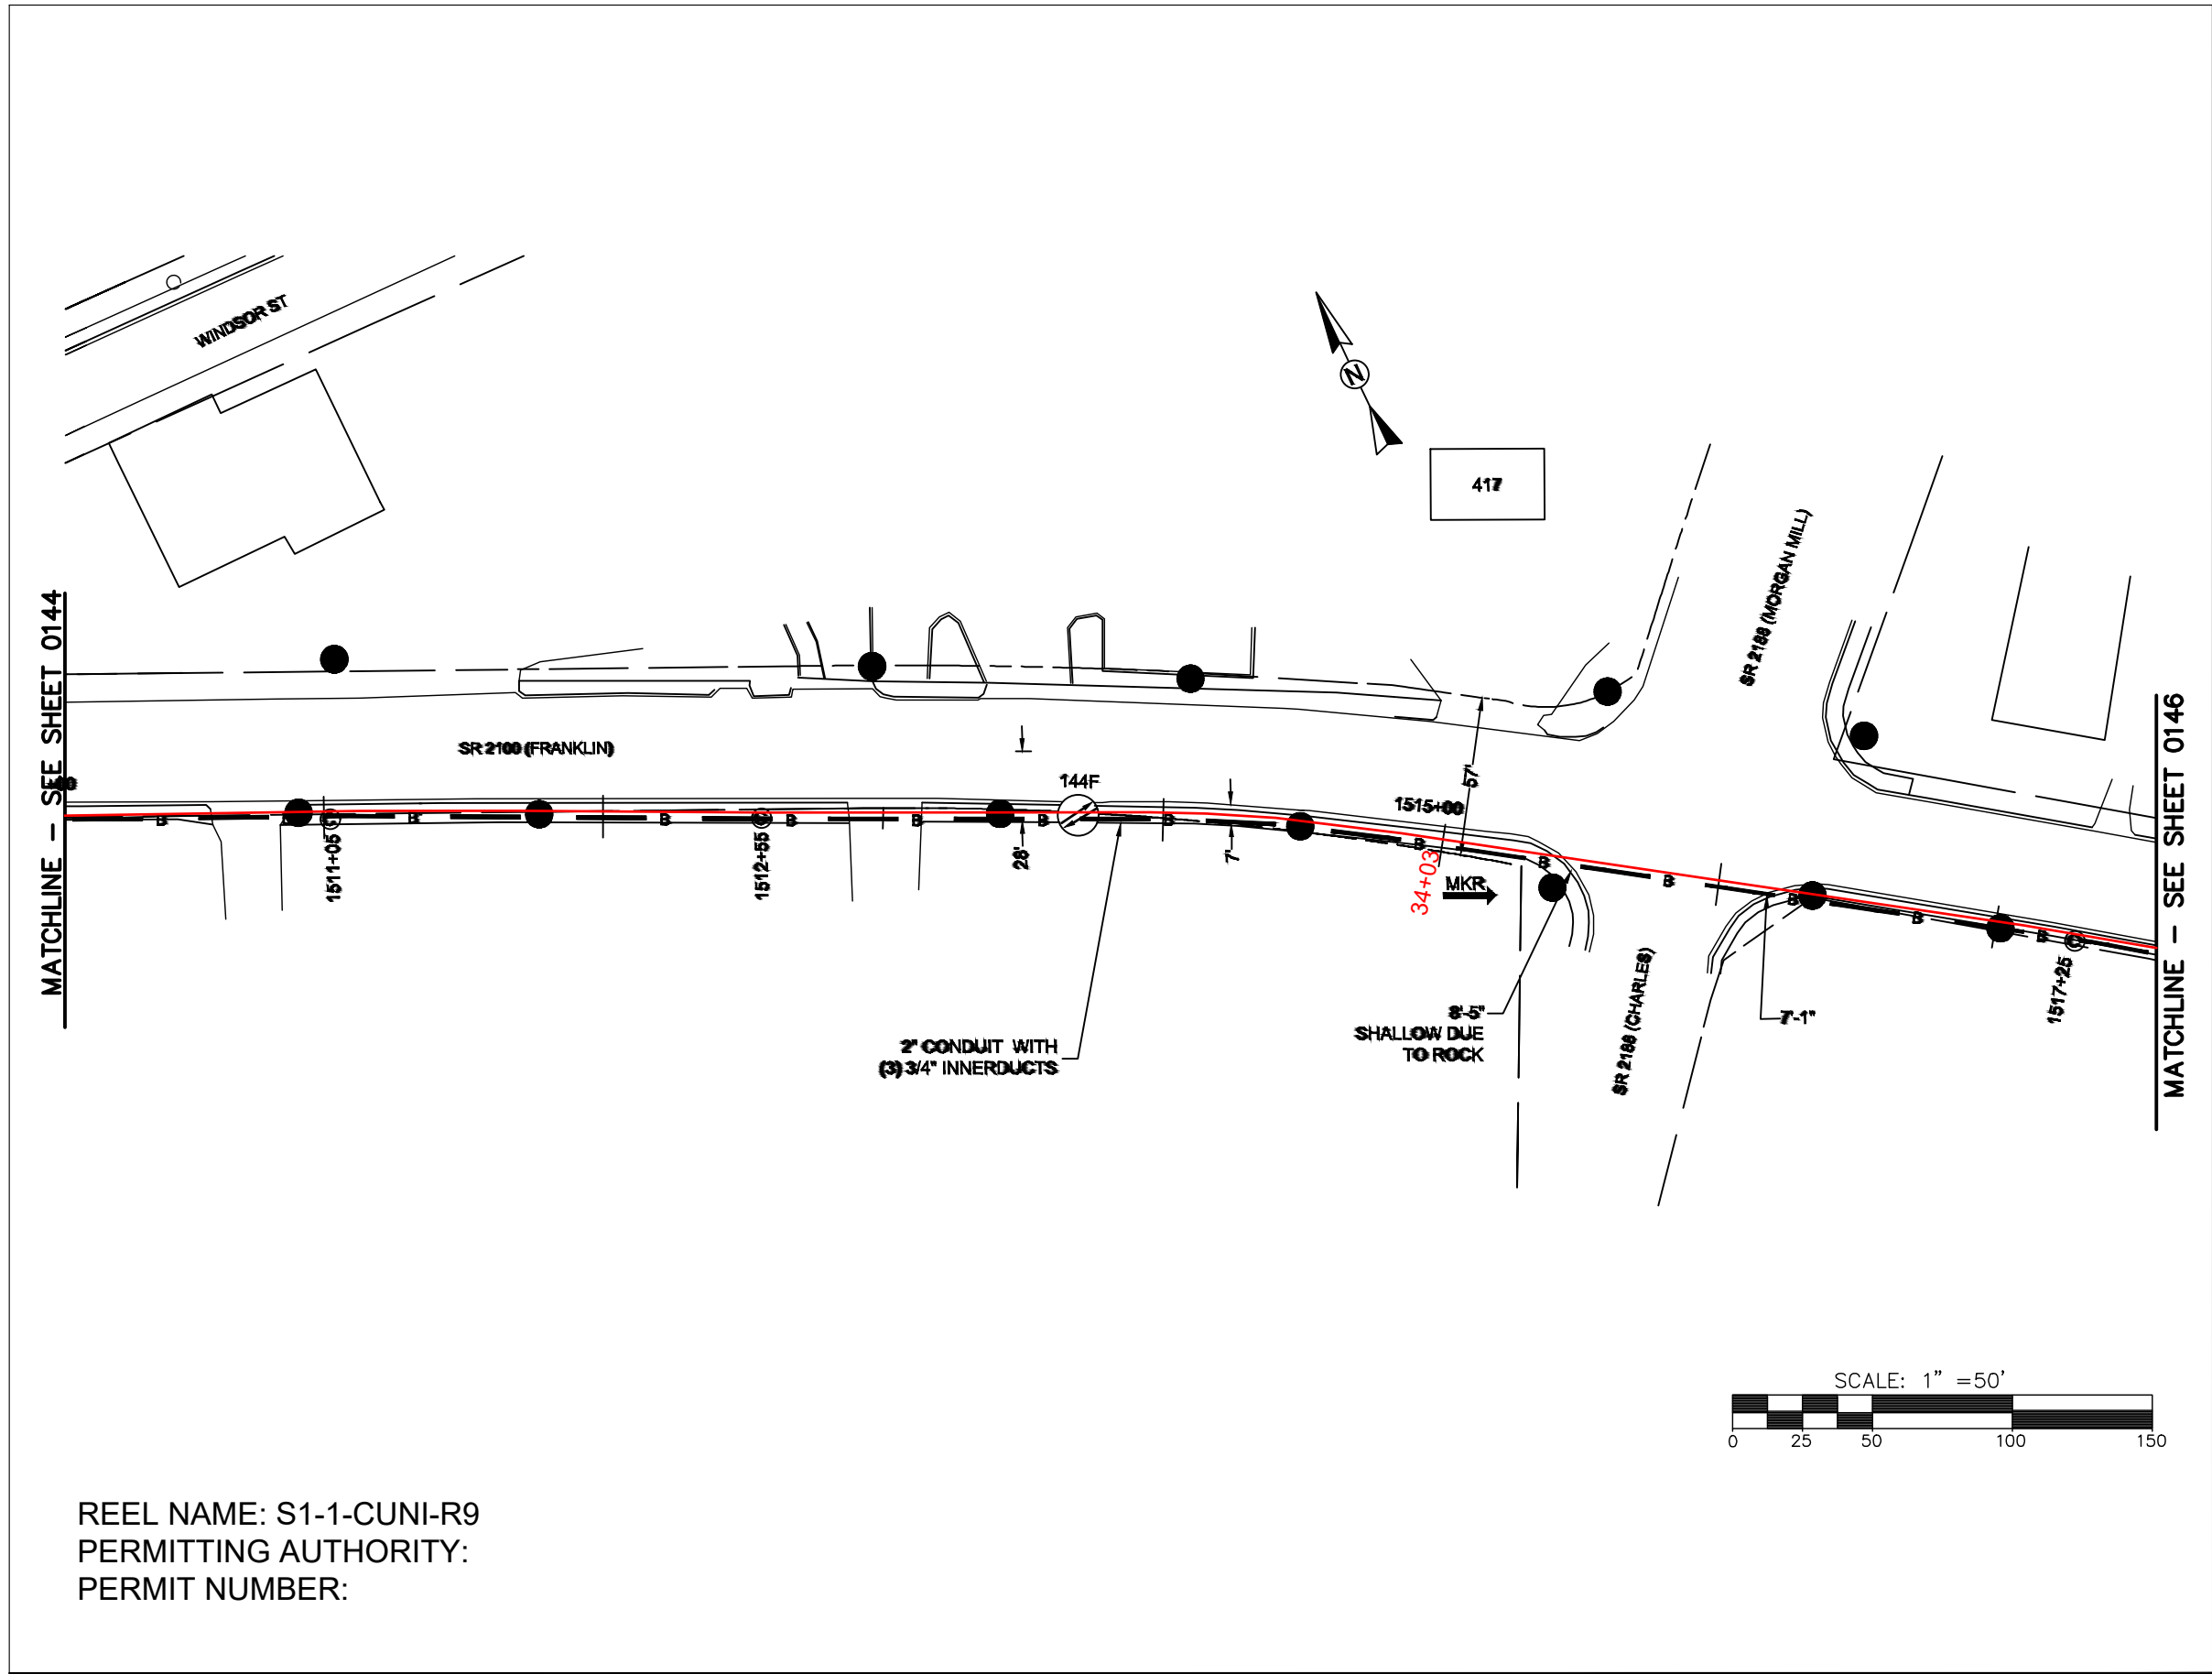 WINDSOR ST
N
417
SR 2188 (MORGAN MILL)
MATCHLINE - SEE SHEET 0144
SR 2100 (FRANKLIN)
57'
144F
1515+00
B B B B B B B B B B B B B B B B
1511+05
1512+55
28'
7'
34+03
MKR
MATCHLINE - SEE SHEET 0146
1517+25
8'-5"
SHALLOW DUE
TO ROCK
SR 2188 (CHARLES)
7'-1"
2" CONDUIT WITH
(3) 3/4" INNERDUCTS
SCALE: 1" =50'
0 25 50 100 150
REEL NAME: S1-1-CUNI-R9
PERMITTING AUTHORITY:
PERMIT NUMBER: